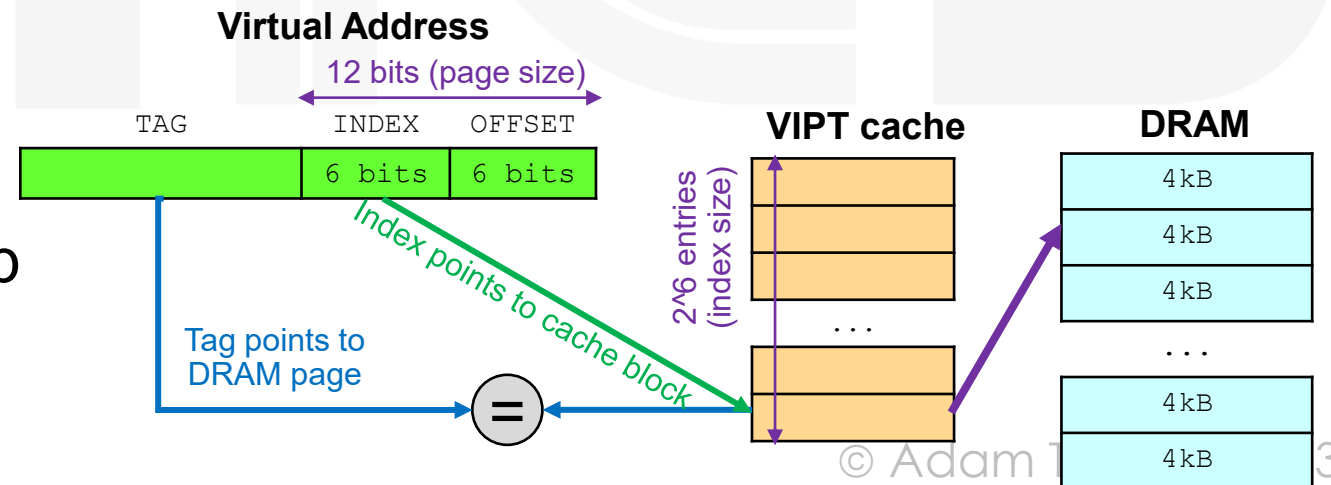 Virtual Address
12 bits (page size)
TAG INDEX OFFSET
6 bits 6 bits
VIPT cache
DRAM
2^6 entries
(index size)
Index points to cache block
Tag points to
DRAM page
=
...
4kB
4kB
4kB
...
4kB
4kB
© Adam